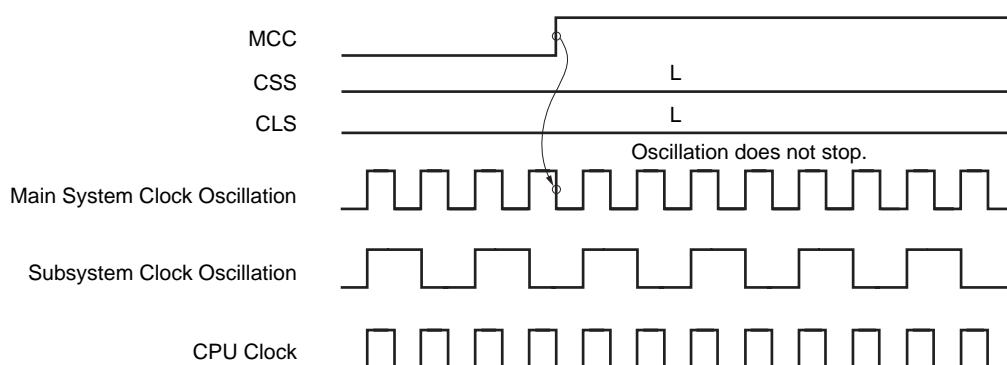 MCC
CSS L
CLS L
Oscillation does not stop.
Main System Clock Oscillation
Subsystem Clock Oscillation
CPU Clock